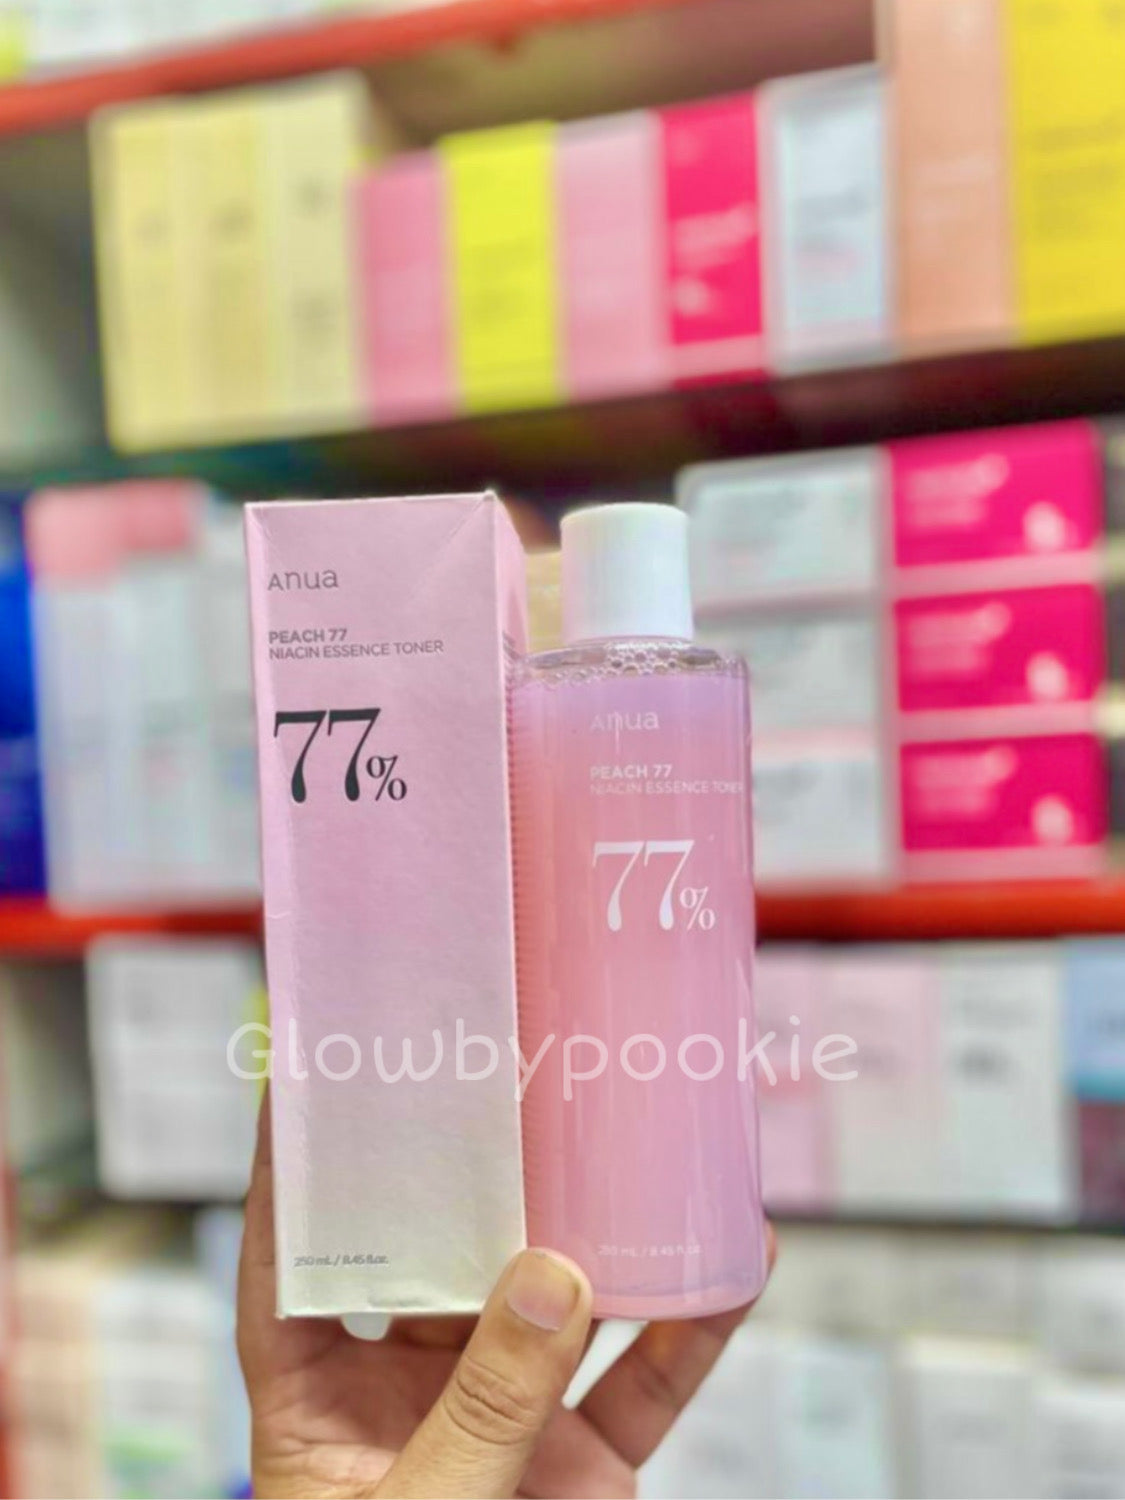 Anua
PEACH 77
NIACIN ESSENCE TONER
77%
250 mL / 8.45 fl.oz.
Anua
PEACH 77
NIACIN ESSENCE TONER
77%
250 mL / 8.45 fl.oz.
Glowbypookie